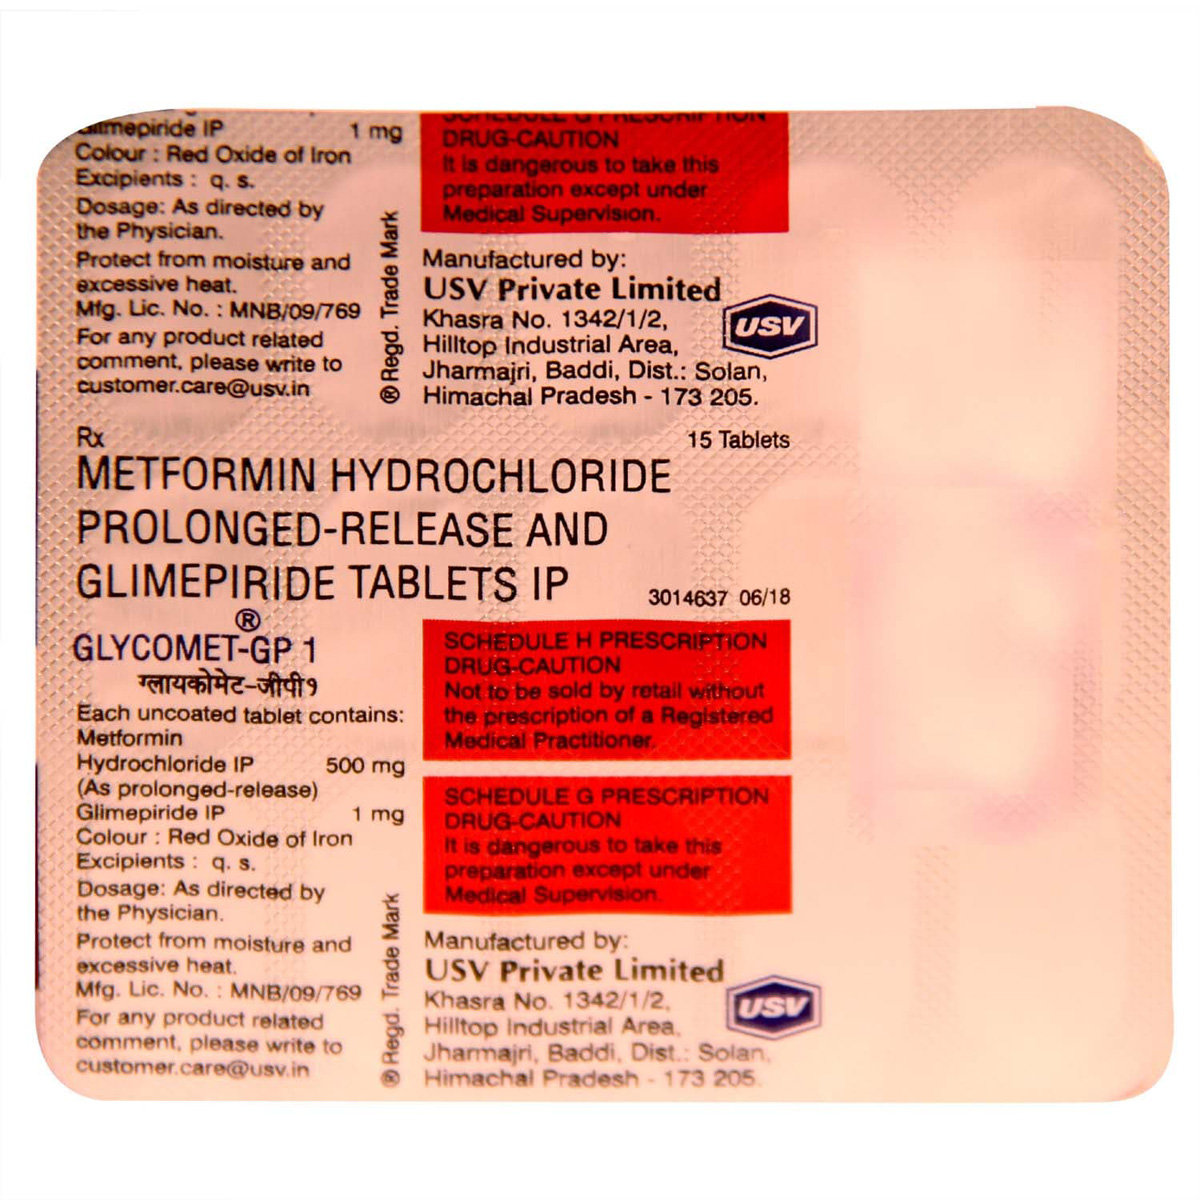 Glimepiride IP 1 mg
Colour : Red Oxide of Iron
Excipients : q. s.
Dosage: As directed by
the Physician.
Protect from moisture and
excessive heat.
Mfg. Lic. No. : MNB/09/769
For any product related
comment, please write to
customer.care@usv.in
® Regd. Trade Mark
SCHEDULE G PRESCRIPTION
DRUG-CAUTION
It is dangerous to take this
preparation except under
Medical Supervision.
Manufactured by:
USV Private Limited
Khasra No. 1342/1/2,
Hilltop Industrial Area,
Jharmajri, Baddi, Dist.: Solan,
Himachal Pradesh - 173 205.
USV
Rx 15 Tablets
METFORMIN HYDROCHLORIDE
PROLONGED-RELEASE AND
GLIMEPIRIDE TABLETS IP
3014637 06/18
GLYCOMET®-GP 1
ग्लायकोमेट-जीपी१
Each uncoated tablet contains:
Metformin
Hydrochloride IP 500 mg
(As prolonged-release)
Glimepiride IP 1 mg
Colour : Red Oxide of Iron
Excipients : q. s.
Dosage: As directed by
the Physician.
Protect from moisture and
excessive heat.
Mfg. Lic. No. : MNB/09/769
For any product related
comment, please write to
customer.care@usv.in
® Regd. Trade Mark
SCHEDULE H PRESCRIPTION
DRUG-CAUTION
Not to be sold by retail without
the prescription of a Registered
Medical Practitioner.
SCHEDULE G PRESCRIPTION
DRUG-CAUTION
It is dangerous to take this
preparation except under
Medical Supervision.
Manufactured by:
USV Private Limited
Khasra No. 1342/1/2,
Hilltop Industrial Area,
Jharmajri, Baddi, Dist.: Solan,
Himachal Pradesh - 173 205.
USV